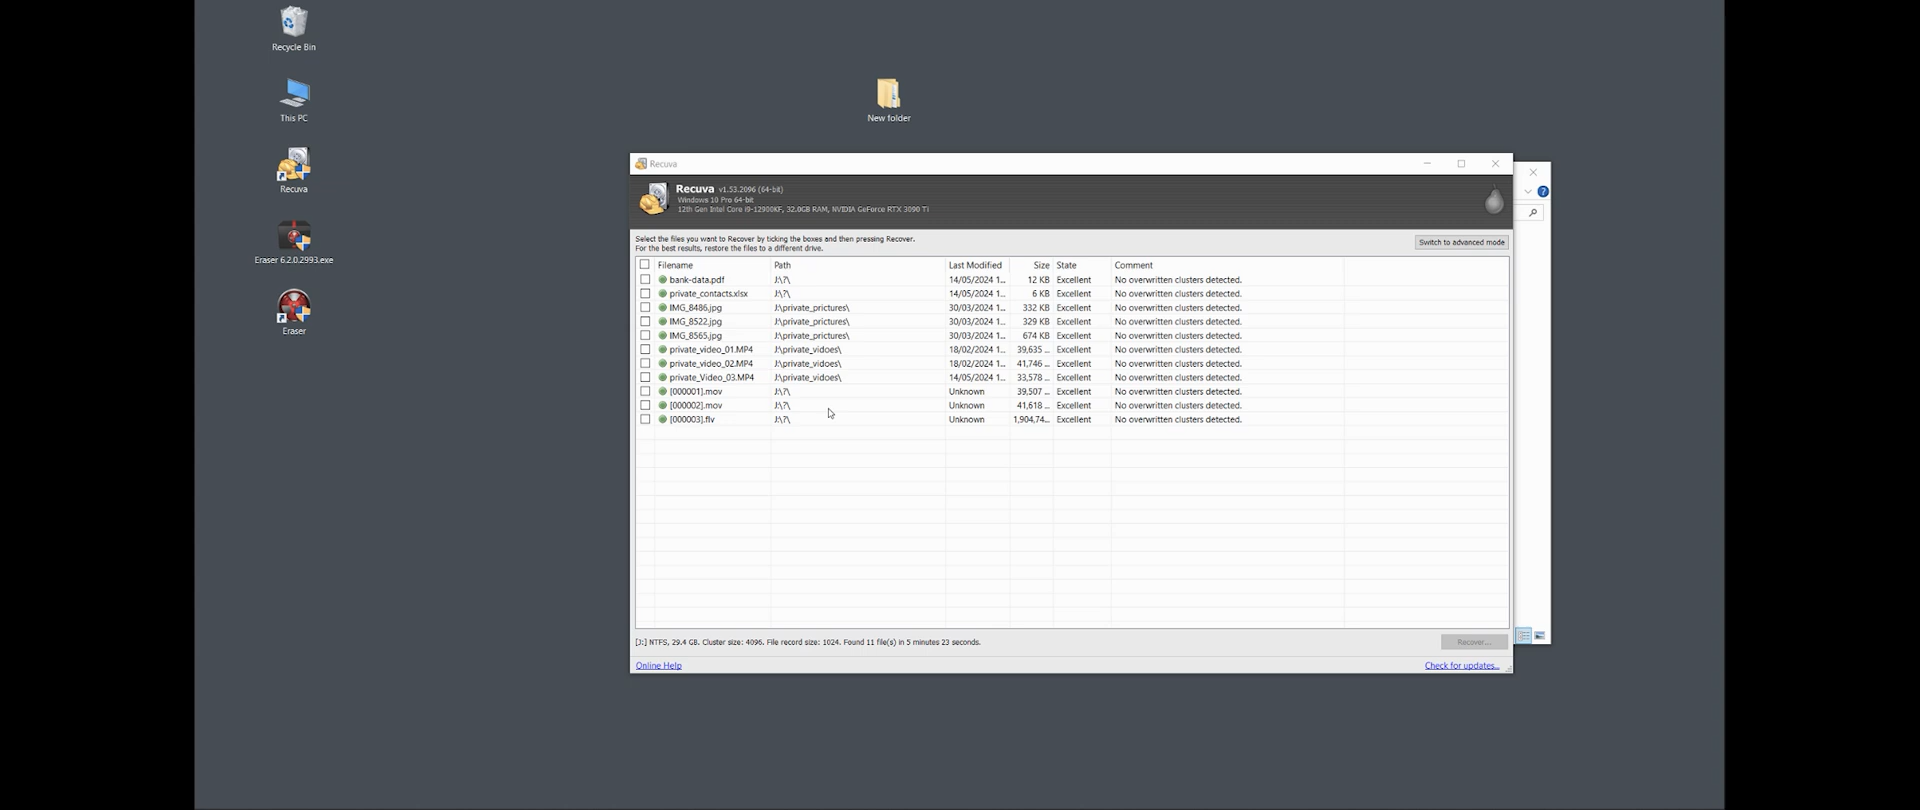 Recycle Bin
This PC
Recuva
Eraser 6.2.0.2993.exe
Eraser
New folder
Recuva
Recuva v1.53.2096 (64-bit)
Windows 10 Pro 64-bit
12th Gen Intel Core i9-12900KF, 32.0GB RAM, NVIDIA GeForce RTX 3090 Ti
Select the files you want to Recover by ticking the boxes and then pressing Recover.
For the best results, restore the files to a different drive.
Switch to advanced mode
Filename Path Last Modified Size State Comment
bank-data.pdf J:\?\ 14/05/2024 1... 12 KB Excellent No overwritten clusters detected.
private_contacts.xlsx J:\?\ 14/05/2024 1... 6 KB Excellent No overwritten clusters detected.
IMG_8486.jpg J:\private_prictures\ 30/03/2024 1... 332 KB Excellent No overwritten clusters detected.
IMG_8522.jpg J:\private_prictures\ 30/03/2024 1... 329 KB Excellent No overwritten clusters detected.
IMG_8565.jpg J:\private_prictures\ 30/03/2024 1... 674 KB Excellent No overwritten clusters detected.
private_video_01.MP4 J:\private_vidoes\ 18/02/2024 1... 39,635 ... Excellent No overwritten clusters detected.
private_video_02.MP4 J:\private_vidoes\ 18/02/2024 1... 41,746 ... Excellent No overwritten clusters detected.
private_Video_03.MP4 J:\private_vidoes\ 14/05/2024 1... 33,578 ... Excellent No overwritten clusters detected.
[000001].mov J:\?\ Unknown 39,507 ... Excellent No overwritten clusters detected.
[000002].mov J:\?\ Unknown 41,618 ... Excellent No overwritten clusters detected.
[000003].flv J:\?\ Unknown 1,904,74... Excellent No overwritten clusters detected.
[J:] NTFS, 29.4 GB. Cluster size: 4096. File record size: 1024. Found 11 file(s) in 5 minutes 23 seconds.
Recover...
Online Help
Check for updates...